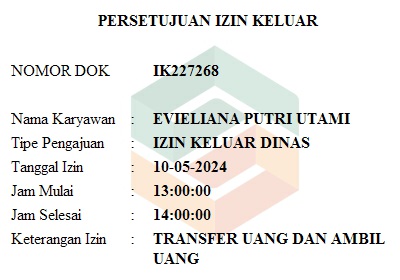 PERSETUJUAN IZIN KELUAR
NOMOR DOK IK227268
Nama Karyawan : EVIELIANA PUTRI UTAMI
Tipe Pengajuan : IZIN KELUAR DINAS
Tanggal Izin : 10-05-2024
Jam Mulai : 13:00:00
Jam Selesai : 14:00:00
Keterangan Izin : TRANSFER UANG DAN AMBIL
UANG